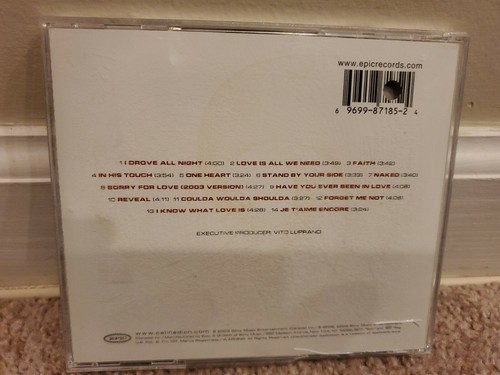 www.epicrecords.com
6 9699-87185-2 4
1 I DROVE ALL NIGHT (4:00) 2 LOVE IS ALL WE NEED (3:49) 3 FAITH (3:42)
4 IN HIS TOUCH (3:54) 5 ONE HEART (3:24) 6 STAND BY YOUR SIDE (3:33) 7 NAKED (3:40)
8 SORRY FOR LOVE (2003 VERSION) (4:27) 9 HAVE YOU EVER BEEN IN LOVE (4:08)
10 REVEAL (4:11) 11 COULDA WOULDA SHOULDA (3:27) 12 FORGET ME NOT (4:08)
13 I KNOW WHAT LOVE IS (4:28) 14 JE T'AIME ENCORE (3:24)
EXECUTIVE PRODUCER: VITO LUPRANO
epic
www.celinedion.com